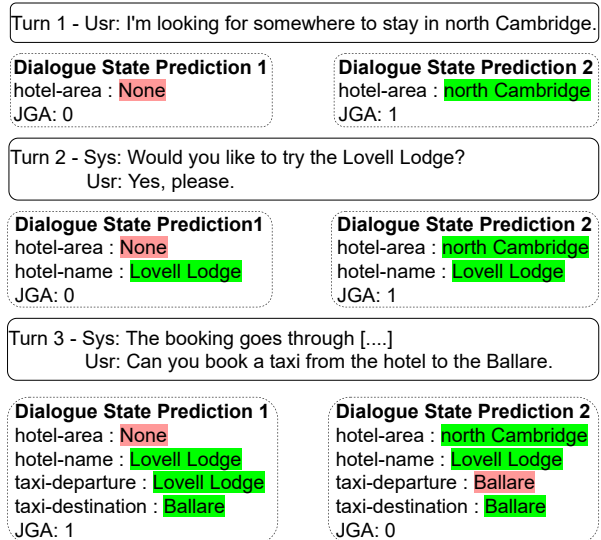 Turn 1 - Usr: I'm looking for somewhere to stay in north Cambridge.
Dialogue State Prediction 1
hotel-area : None
JGA: 0
Dialogue State Prediction 2
hotel-area : north Cambridge
JGA: 1
Turn 2 - Sys: Would you like to try the Lovell Lodge?
Usr: Yes, please.
Dialogue State Prediction1
hotel-area : None
hotel-name : Lovell Lodge
JGA: 0
Dialogue State Prediction 2
hotel-area : north Cambridge
hotel-name : Lovell Lodge
JGA: 1
Turn 3 - Sys: The booking goes through [....]
Usr: Can you book a taxi from the hotel to the Ballare.
Dialogue State Prediction 1
hotel-area : None
hotel-name : Lovell Lodge
taxi-departure : Lovell Lodge
taxi-destination : Ballare
JGA: 1
Dialogue State Prediction 2
hotel-area : north Cambridge
hotel-name : Lovell Lodge
taxi-departure : Ballare
taxi-destination : Ballare
JGA: 0